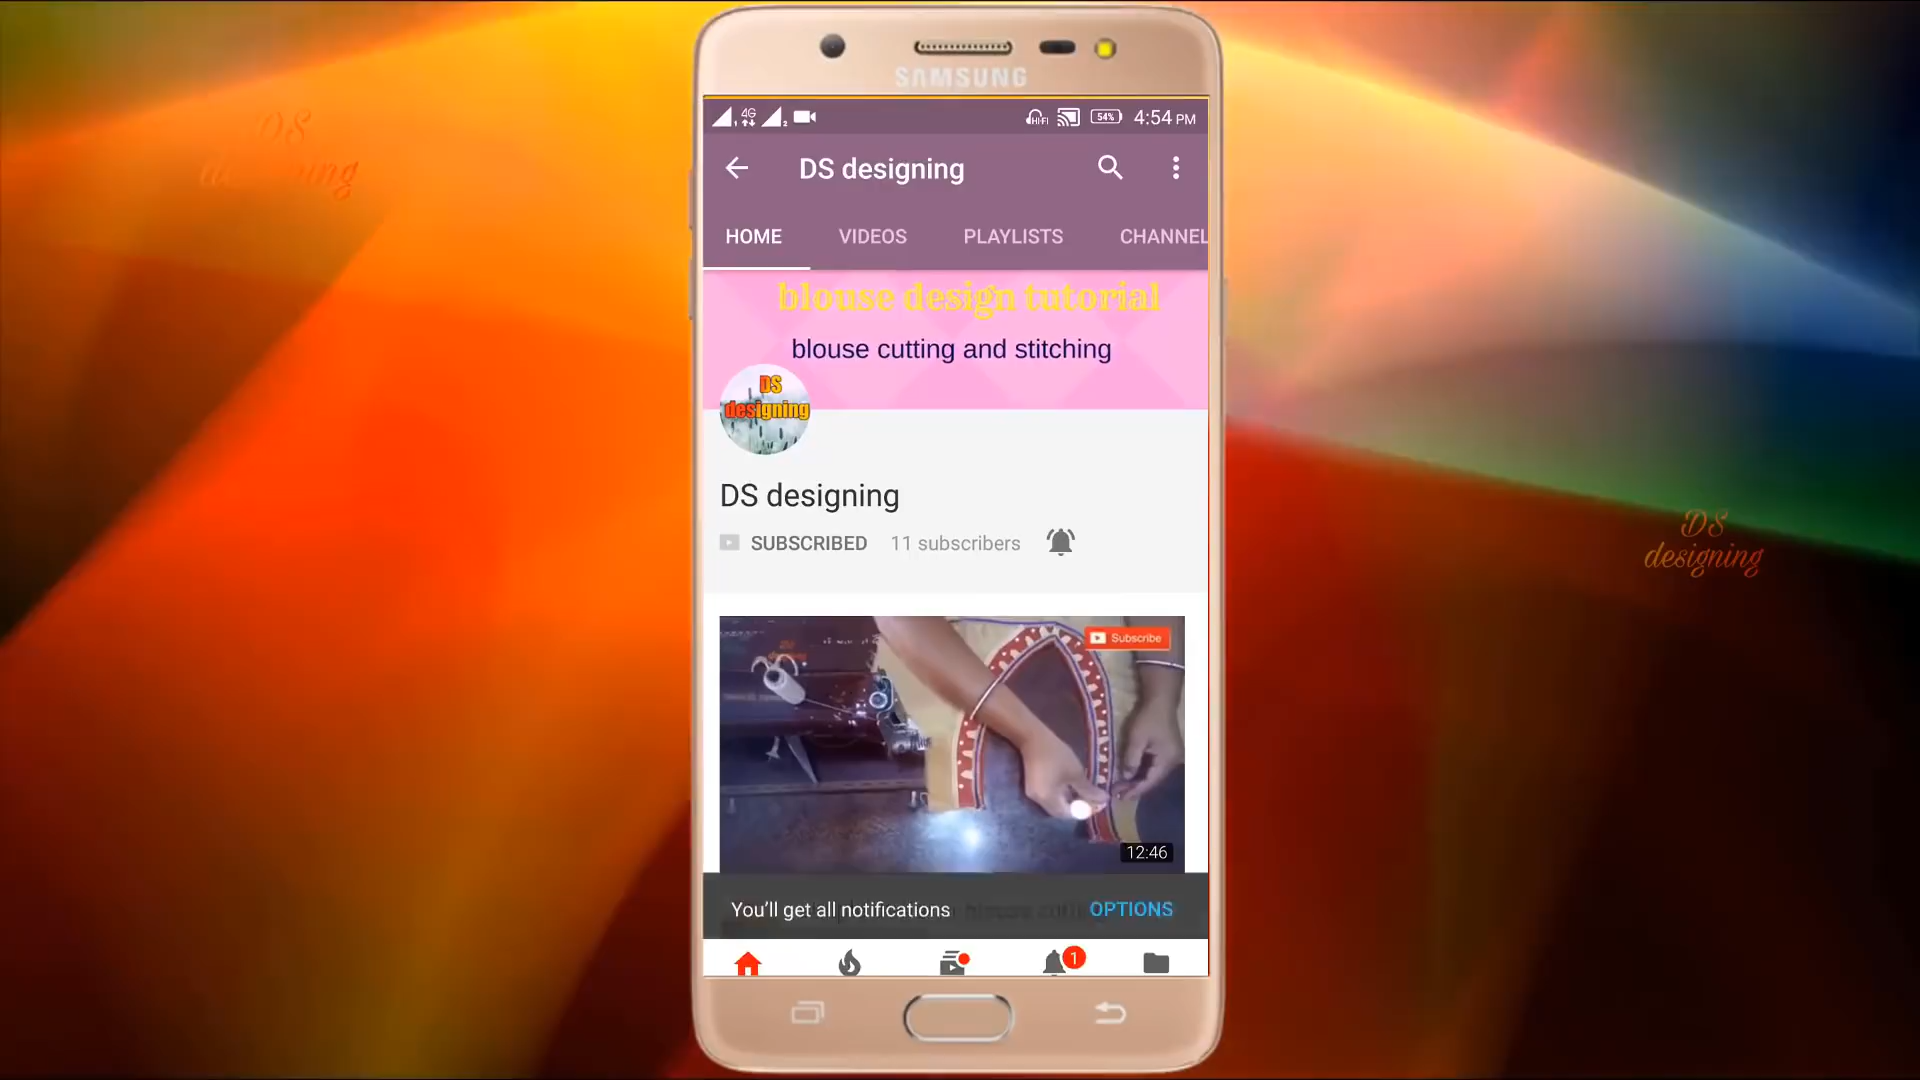 DS
designing
SAMSUNG
4G 54% 4:54 PM
DS designing
HOME VIDEOS PLAYLISTS CHANNEL
blouse design tutorial
blouse cutting and stitching
DS
designing
DS designing
SUBSCRIBED 11 subscribers
DS
designing
Subscribe
12:46
You'll get all notifications OPTIONS
1